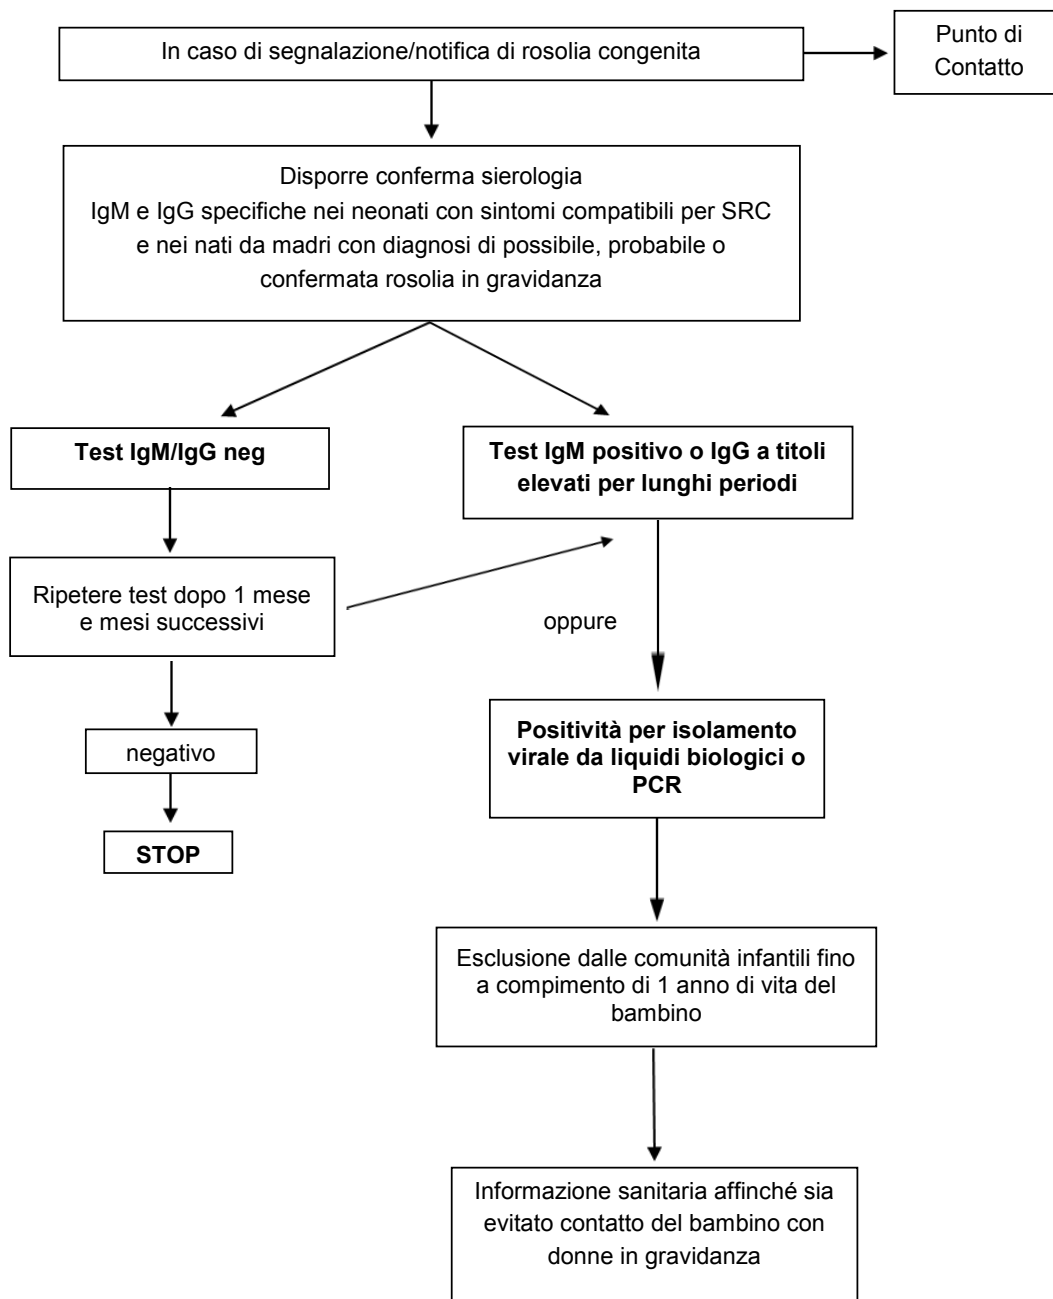 In caso di segnalazione/notifica di rosolia congenita
Punto di
Contatto
Disporre conferma sierologia
IgM e IgG specifiche nei neonati con sintomi compatibili per SRC
e nei nati da madri con diagnosi di possibile, probabile o
confermata rosolia in gravidanza
Test IgM/IgG neg
Test IgM positivo o IgG a titoli
elevati per lunghi periodi
Ripetere test dopo 1 mese
e mesi successivi
oppure
negativo
Positività per isolamento
virale da liquidi biologici o
PCR
STOP
Esclusione dalle comunità infantili fino
a compimento di 1 anno di vita del
bambino
Informazione sanitaria affinché sia
evitato contatto del bambino con
donne in gravidanza